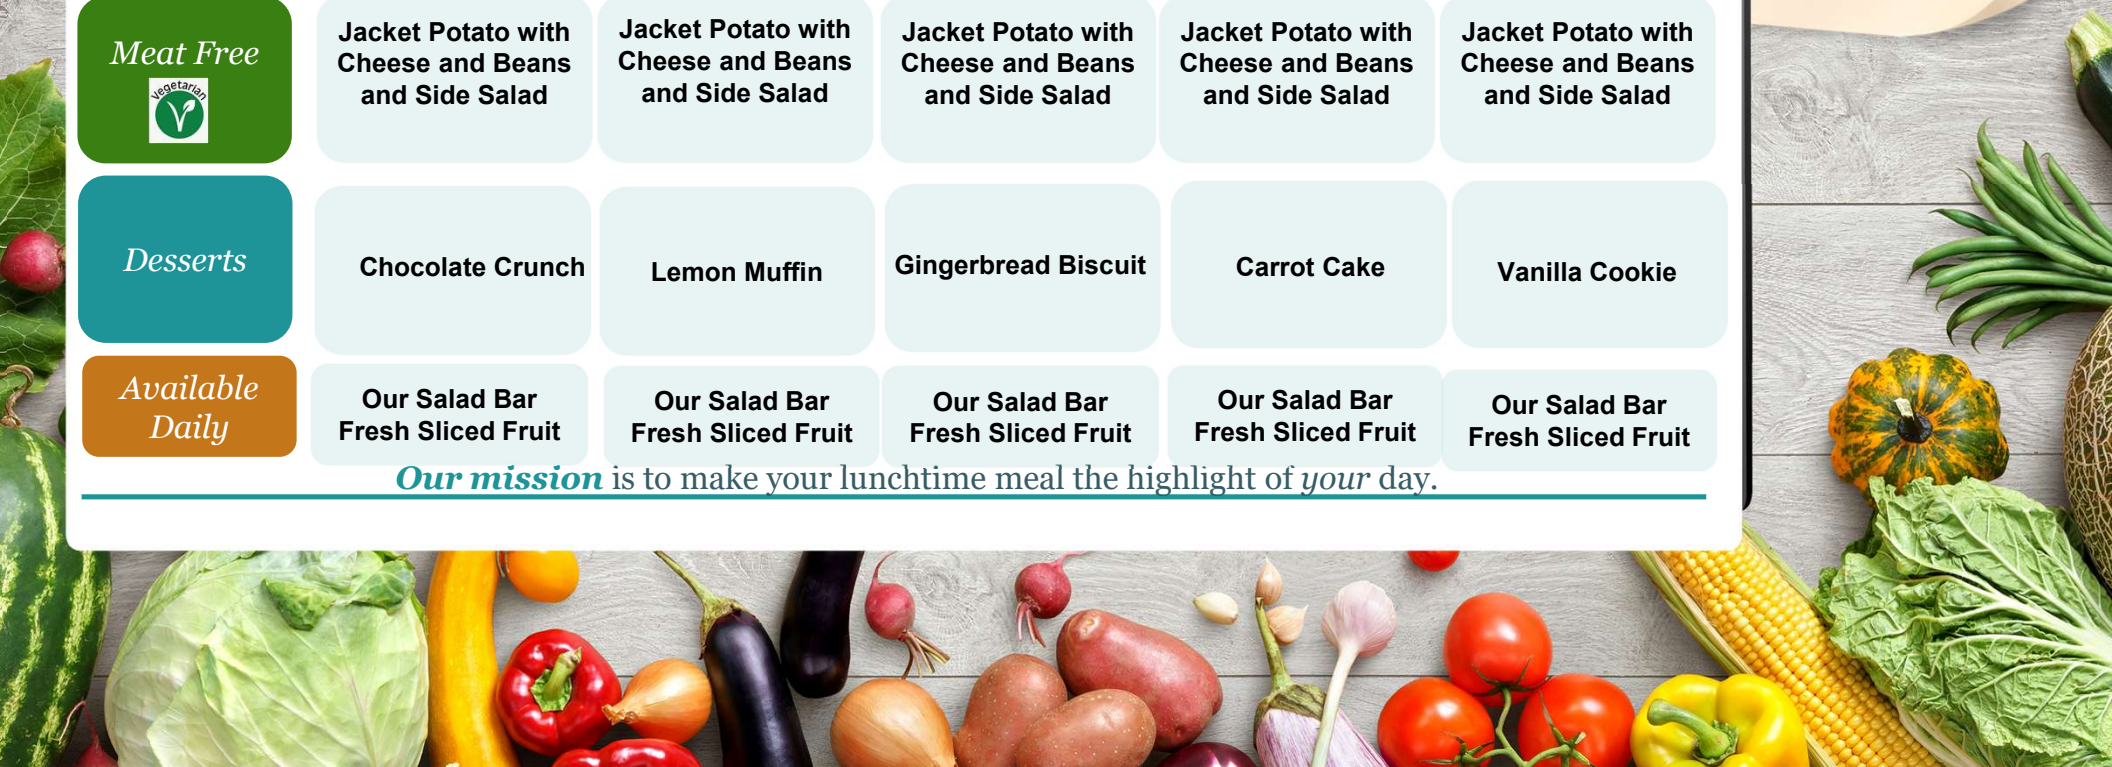 Meat Free
Vegetarian
Jacket Potato with
Cheese and Beans
and Side Salad
Jacket Potato with
Cheese and Beans
and Side Salad
Jacket Potato with
Cheese and Beans
and Side Salad
Jacket Potato with
Cheese and Beans
and Side Salad
Jacket Potato with
Cheese and Beans
and Side Salad
Desserts
Chocolate Crunch
Lemon Muffin
Gingerbread Biscuit
Carrot Cake
Vanilla Cookie
Available
Daily
Our Salad Bar
Fresh Sliced Fruit
Our Salad Bar
Fresh Sliced Fruit
Our Salad Bar
Fresh Sliced Fruit
Our Salad Bar
Fresh Sliced Fruit
Our Salad Bar
Fresh Sliced Fruit
Our mission is to make your lunchtime meal the highlight of your day.